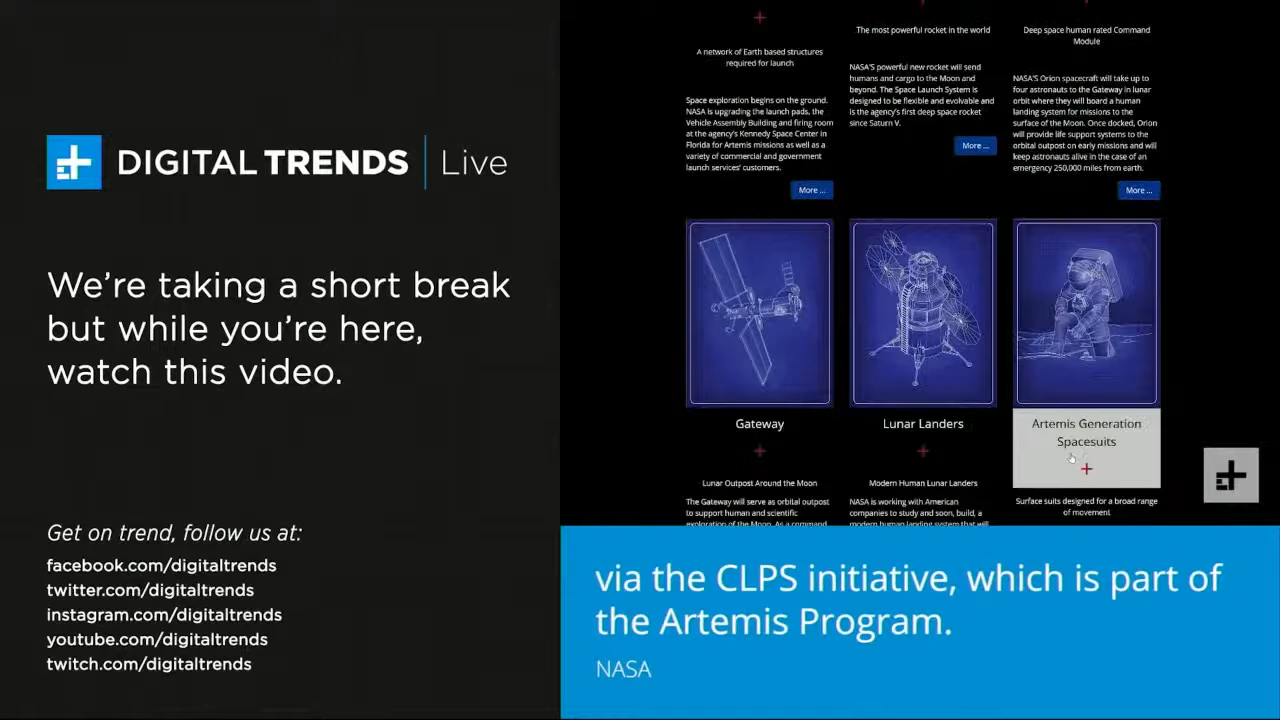 DIGITAL TRENDS Live
We're taking a short break
but while you're here,
watch this video.
Get on trend, follow us at:
facebook.com/digitaltrends
twitter.com/digitaltrends
instagram.com/digitaltrends
youtube.com/digitaltrends
twitch.com/digitaltrends
A network of Earth based structures
required for launch
Space exploration begins on the ground.
NASA is upgrading the launch pads, the
Vehicle Assembly Building and firing room
at the agency's Kennedy Space Center in
Florida for Artemis missions as well as a
variety of commercial and government
launch services' customers.
More ...
The most powerful rocket in the world
NASA'S powerful new rocket will send
humans and cargo to the Moon and
beyond. The Space Launch System is
designed to be flexible and evolvable and
is the agency's first deep space rocket
since Saturn V.
More ...
Deep space human rated Command
Module
NASA'S Orion spacecraft will take up to
four astronauts to the Gateway in lunar
orbit where they will board a human
landing system for missions to the
surface of the Moon. Once docked, Orion
will provide life support systems to the
orbital outpost on early missions and will
keep astronauts alive in the case of an
emergency 250,000 miles from earth.
More ...
Gateway
Lunar Outpost Around the Moon
The Gateway will serve as orbital outpost
to support human and scientific
exploration of the Moon. As a command
Lunar Landers
Modern Human Lunar Landers
NASA is working with American
companies to study and soon, build, a
modern human landing system that will
Artemis Generation
Spacesuits
Surface suits designed for a broad range
of movement
via the CLPS initiative, which is part of
the Artemis Program.
NASA